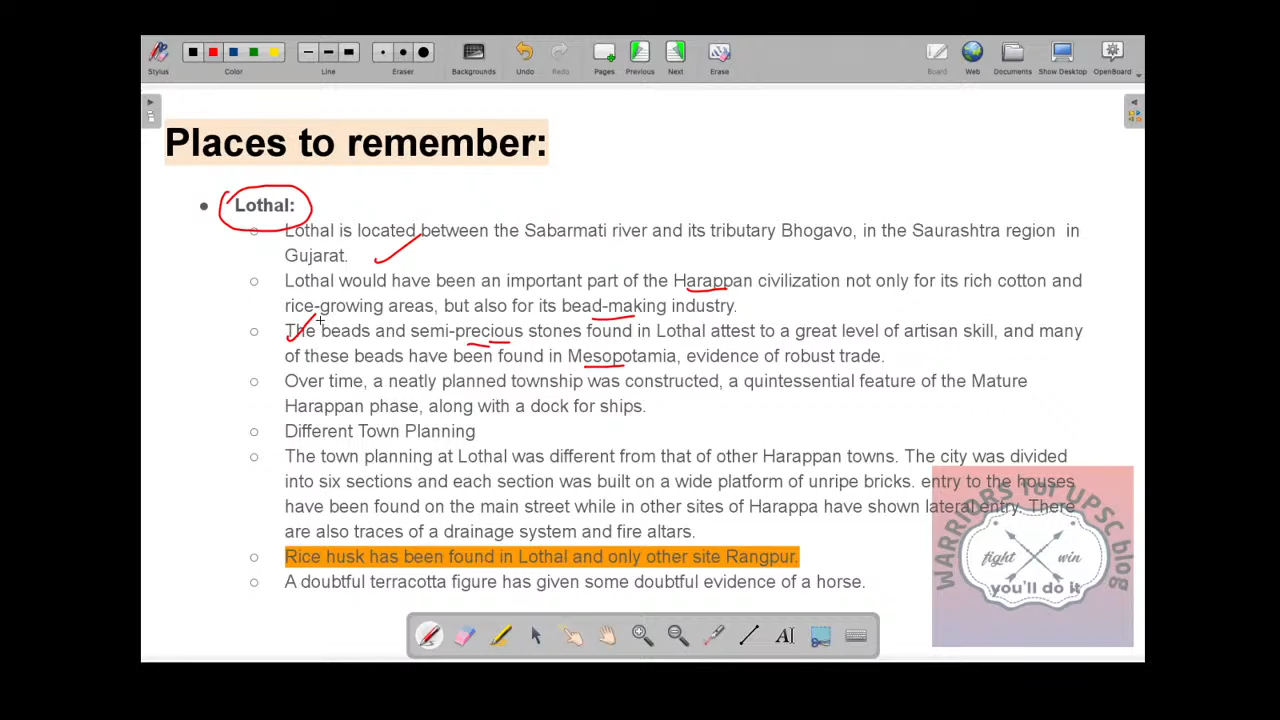 Stylus Color Line Eraser Backgrounds Undo Redo Pages Previous Next Erase Board Web Documents Show Desktop OpenBoard
Places to remember:
● Lothal:
○ Lothal is located between the Sabarmati river and its tributary Bhogavo, in the Saurashtra region in
Gujarat.
○ Lothal would have been an important part of the Harappan civilization not only for its rich cotton and
rice-growing areas, but also for its bead-making industry.
○ The beads and semi-precious stones found in Lothal attest to a great level of artisan skill, and many
of these beads have been found in Mesopotamia, evidence of robust trade.
○ Over time, a neatly planned township was constructed, a quintessential feature of the Mature
Harappan phase, along with a dock for ships.
○ Different Town Planning
○ The town planning at Lothal was different from that of other Harappan towns. The city was divided
into six sections and each section was built on a wide platform of unripe bricks. entry to the houses
have been found on the main street while in other sites of Harappa have shown lateral entry. There
are also traces of a drainage system and fire altars.
○ Rice husk has been found in Lothal and only other site Rangpur.
○ A doubtful terracotta figure has given some doubtful evidence of a horse.
WARRIORS for UPSC blog
fight win
you'll do it
AI